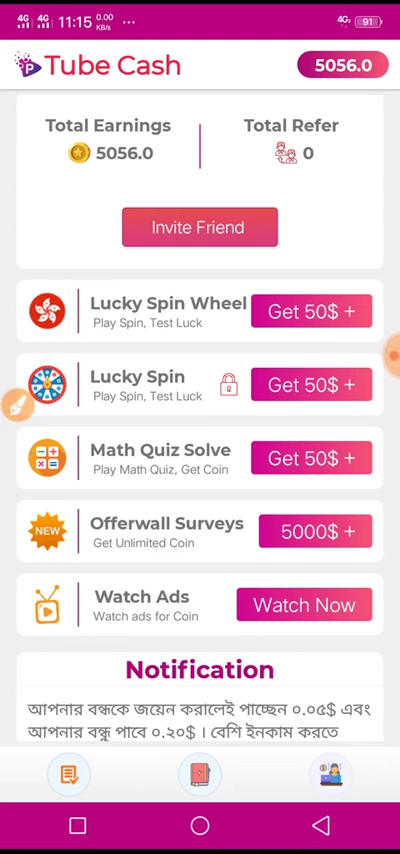 4G 4G 11:15 0.00 KB/s ... 4G 91
P Tube Cash 5056.0
Total Earnings Total Refer
5056.0 0
Invite Friend
Lucky Spin Wheel Get 50$ +
Play Spin, Test Luck
Lucky Spin Get 50$ +
Play Spin, Test Luck
Math Quiz Solve Get 50$ +
Play Math Quiz, Get Coin
NEW Offerwall Surveys 5000$ +
Get Unlimited Coin
Watch Ads Watch Now
Watch ads for Coin
Notification
আপনার বন্ধকে জয়েন করালেই পাচ্ছেন ০.০৫$ এবং
আপনার বন্ধু পাবে ০.২০$ । বেশি ইনকাম করতে